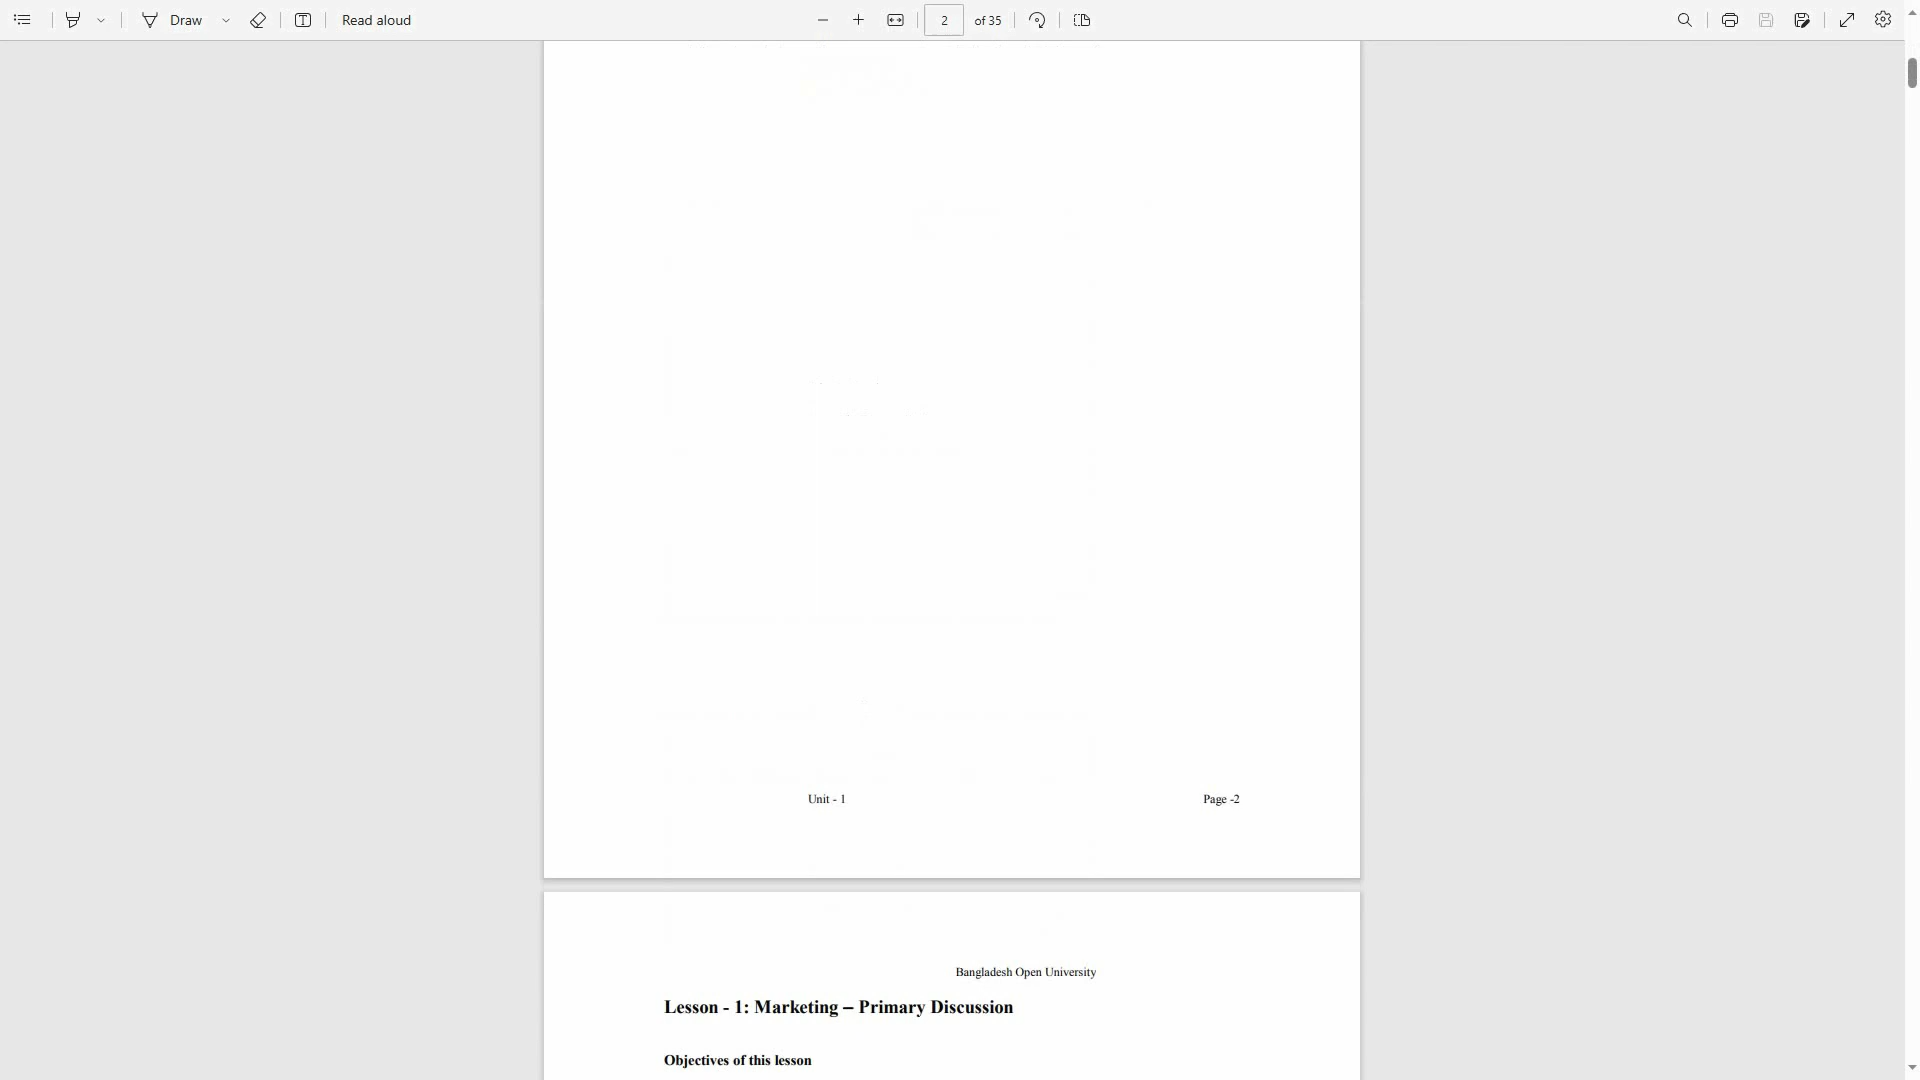 Draw
Read aloud
2 of 35
Unit - 1 Page -2
Bangladesh Open University
Lesson - 1: Marketing – Primary Discussion
Objectives of this lesson